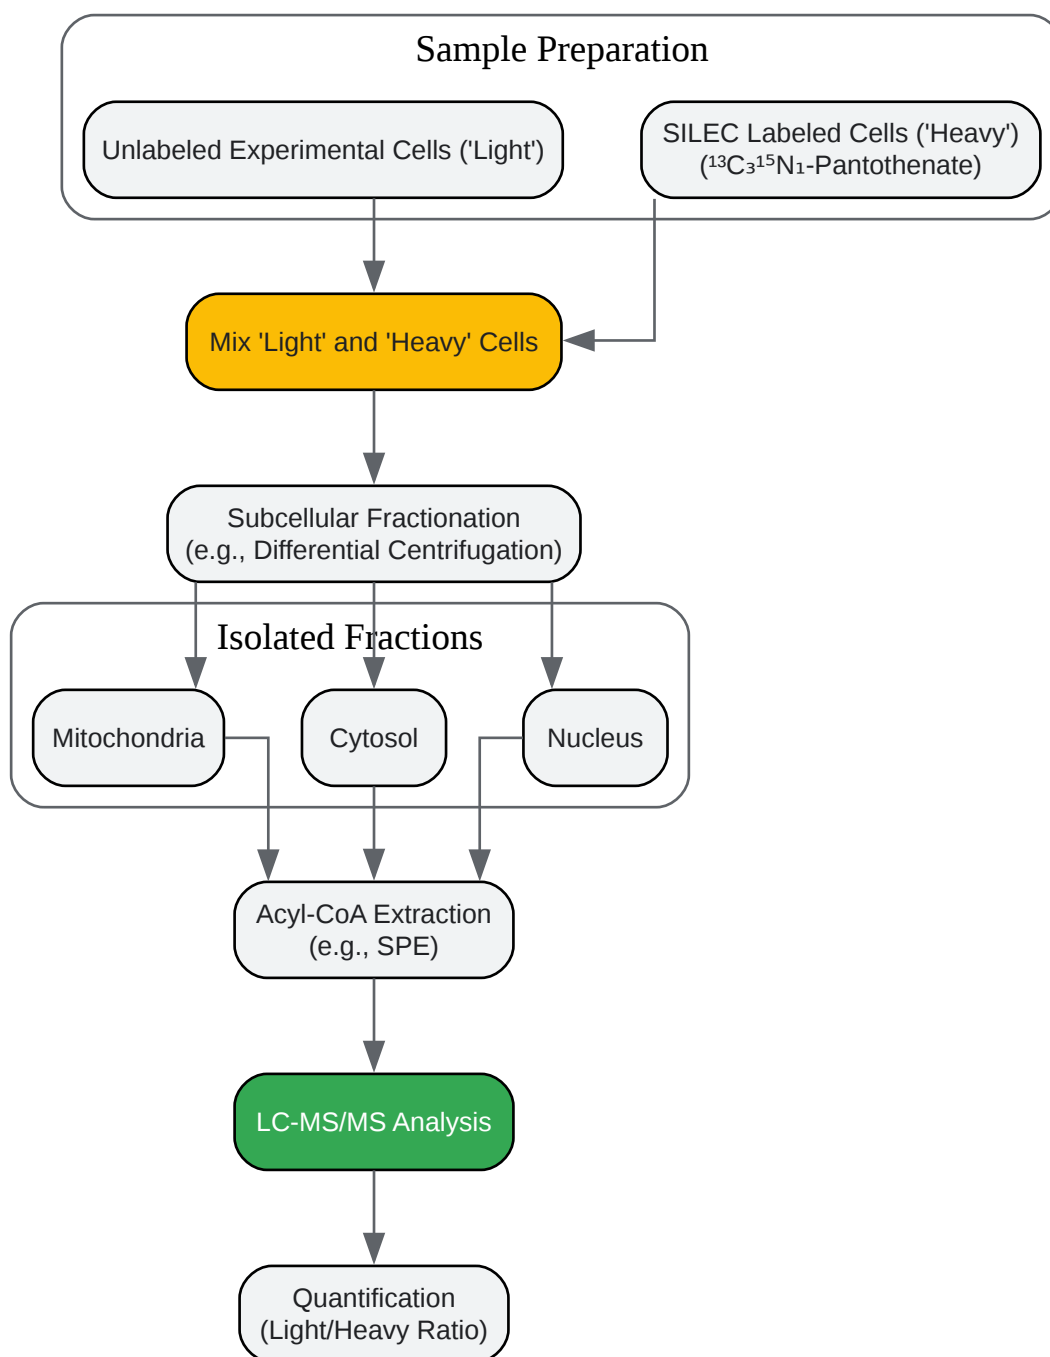 Sample Preparation
Unlabeled Experimental Cells ('Light')
SILEC Labeled Cells ('Heavy')
(¹³C₃¹⁵N₁-Pantothenate)
Mix 'Light' and 'Heavy' Cells
Subcellular Fractionation
(e.g., Differential Centrifugation)
Isolated Fractions
Mitochondria
Cytosol
Nucleus
Acyl-CoA Extraction
(e.g., SPE)
LC-MS/MS Analysis
Quantification
(Light/Heavy Ratio)